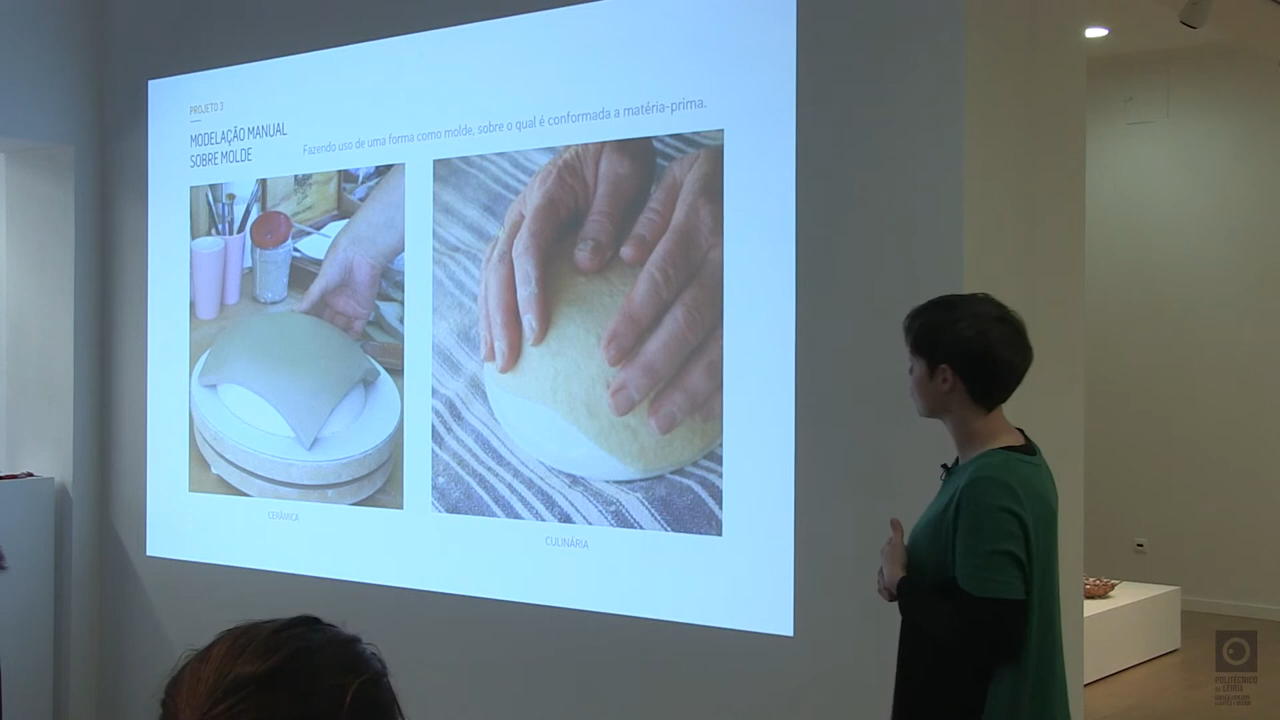 PROJETO 3
MODELAÇÃO MANUAL
SOBRE MOLDE
Fazendo uso de uma forma como molde, sobre o qual é conformada a matéria-prima.
CERÂMICA
CULINÁRIA
POLITÉCNICO
DE LEIRIA